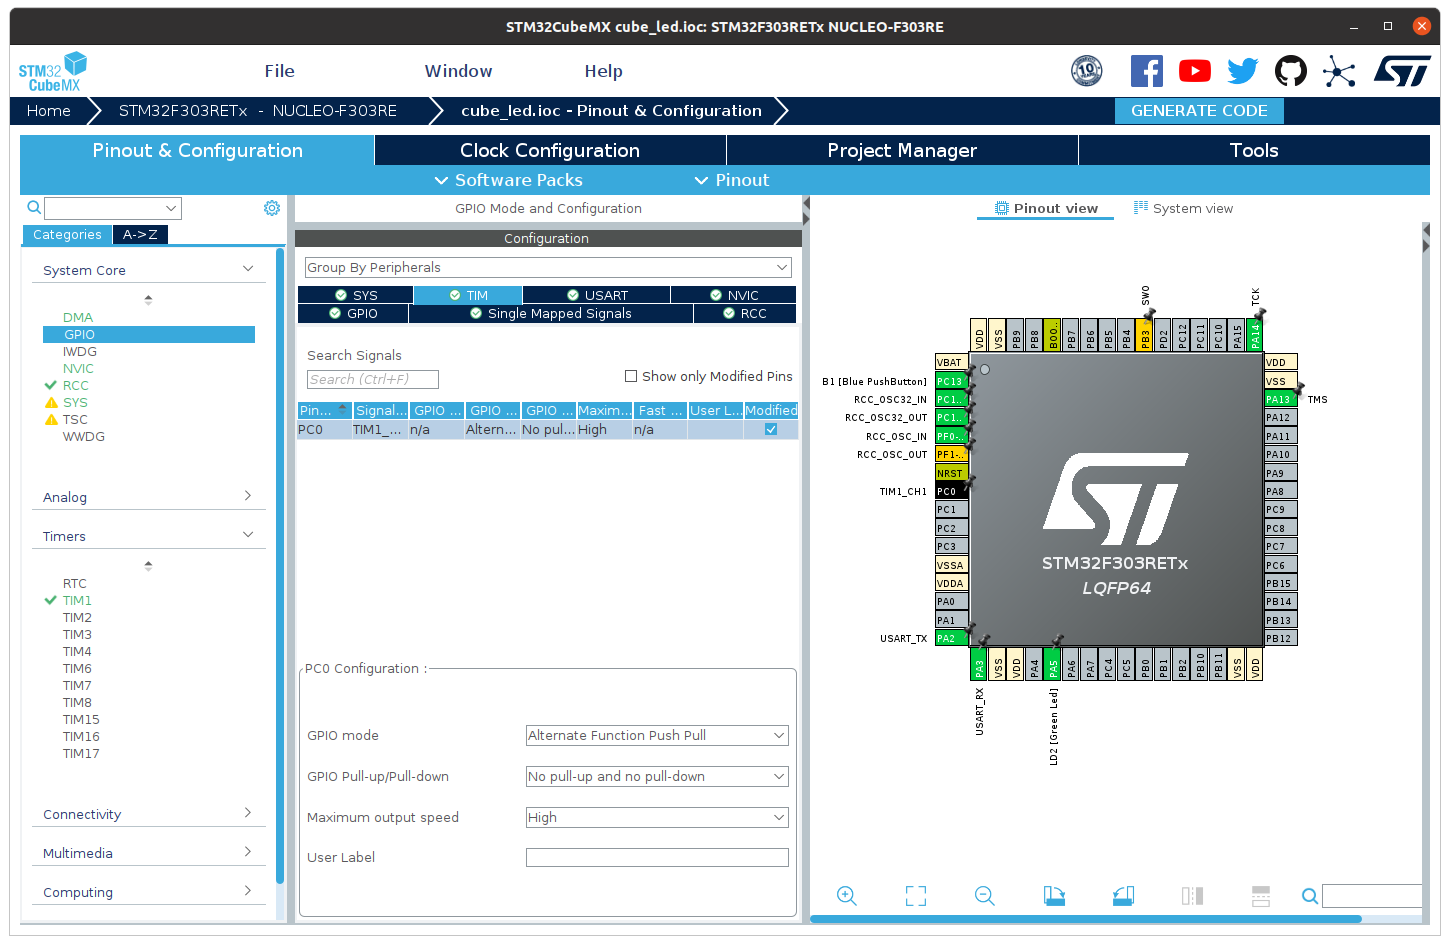 STM32CubeMX cube_led.ioc: STM32F303RETx NUCLEO-F303RE
STM32
CubeMX
File
Window
Help
10
Home
STM32F303RETx - NUCLEO-F303RE
cube_led.ioc - Pinout & Configuration
GENERATE CODE
Pinout & Configuration
Clock Configuration
Project Manager
Tools
Software Packs
Pinout
Categories
A->Z
System Core
DMA
GPIO
IWDG
NVIC
RCC
SYS
TSC
WWDG
Analog
Timers
RTC
TIM1
TIM2
TIM3
TIM4
TIM6
TIM7
TIM8
TIM15
TIM16
TIM17
Connectivity
Multimedia
Computing
GPIO Mode and Configuration
Configuration
Group By Peripherals
SYS
TIM
USART
NVIC
GPIO
Single Mapped Signals
RCC
Search Signals
Search (Ctrl+F)
Show only Modified Pins
Pin... Signal... GPIO ... GPIO ... GPIO ... Maxim... Fast ... User L... Modified
PC0 TIM1_... n/a Altern... No pul... High n/a
PC0 Configuration :
GPIO mode
Alternate Function Push Pull
GPIO Pull-up/Pull-down
No pull-up and no pull-down
Maximum output speed
High
User Label
Pinout view
System view
SWO
TCK
VDD
VSS
PB9
PB8
BOO..
PB7
PB6
PB5
PB4
PB3
PD2
PC12
PC11
PC10
PA15
PA14
VBAT
B1 [Blue PushButton]
PC13
RCC_OSC32_IN
PC1..
RCC_OSC32_OUT
PC1..
RCC_OSC_IN
PF0-..
RCC_OSC_OUT
PF1-..
NRST
TIM1_CH1
PC0
PC1
PC2
PC3
VSSA
VDDA
PA0
PA1
USART_TX
PA2
VDD
VSS
PA13
TMS
PA12
PA11
PA10
PA9
PA8
PC9
PC8
PC7
PC6
PB15
PB14
PB13
PB12
STM32F303RETx
LQFP64
PA3
VSS
VDD
PA4
PA5
PA6
PA7
PC4
PC5
PB0
PB1
PB2
PB10
PB11
VSS
VDD
USART_RX
LD2 [Green Led]